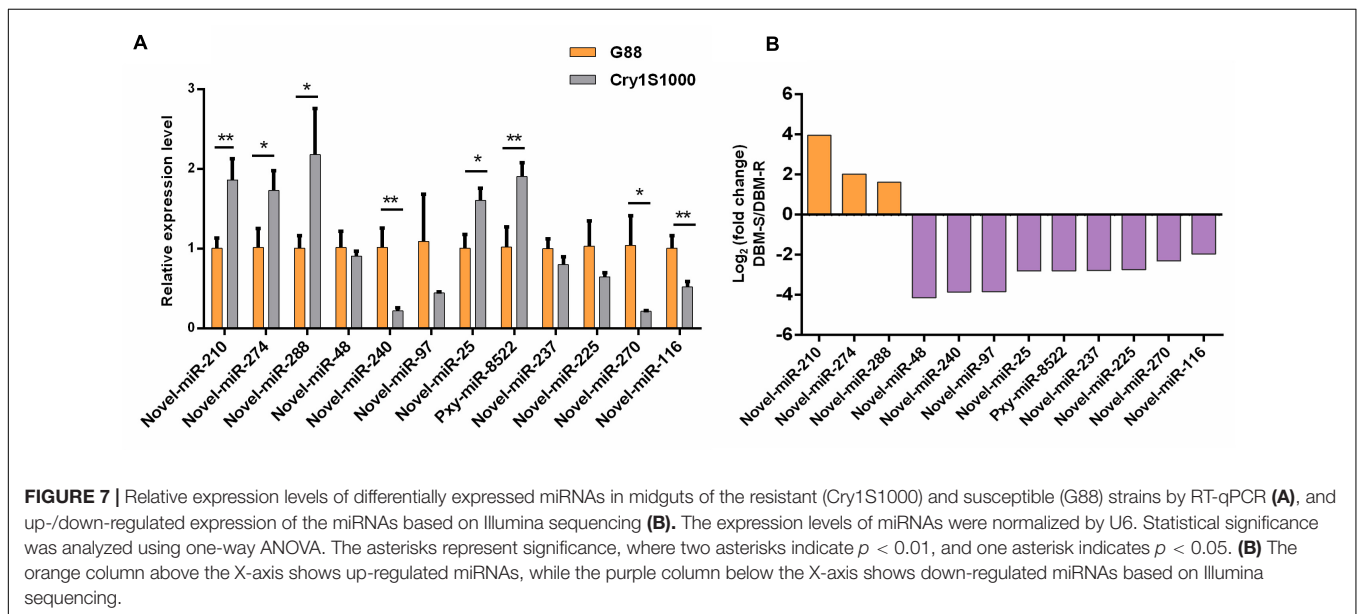 A
G88
Cry1S1000
Relative expression level
3
2
1
0
**
*
*
**
*
**
*
**
Novel-miR-210
Novel-miR-274
Novel-miR-288
Novel-miR-48
Novel-miR-240
Novel-miR-97
Novel-miR-25
Pxy-miR-8522
Novel-miR-237
Novel-miR-225
Novel-miR-270
Novel-miR-116
B
Log₂ (fold change)
DBM-S/DBM-R
6
4
2
0
-2
-4
-6
Novel-miR-210
Novel-miR-274
Novel-miR-288
Novel-miR-48
Novel-miR-240
Novel-miR-97
Novel-miR-25
Pxy-miR-8522
Novel-miR-237
Novel-miR-225
Novel-miR-270
Novel-miR-116
FIGURE 7 | Relative expression levels of differentially expressed miRNAs in midguts of the resistant (Cry1S1000) and susceptible (G88) strains by RT-qPCR (A), and
up-/down-regulated expression of the miRNAs based on Illumina sequencing (B). The expression levels of miRNAs were normalized by U6. Statistical significance
was analyzed using one-way ANOVA. The asterisks represent significance, where two asterisks indicate p < 0.01, and one asterisk indicates p < 0.05. (B) The
orange column above the X-axis shows up-regulated miRNAs, while the purple column below the X-axis shows down-regulated miRNAs based on Illumina
sequencing.